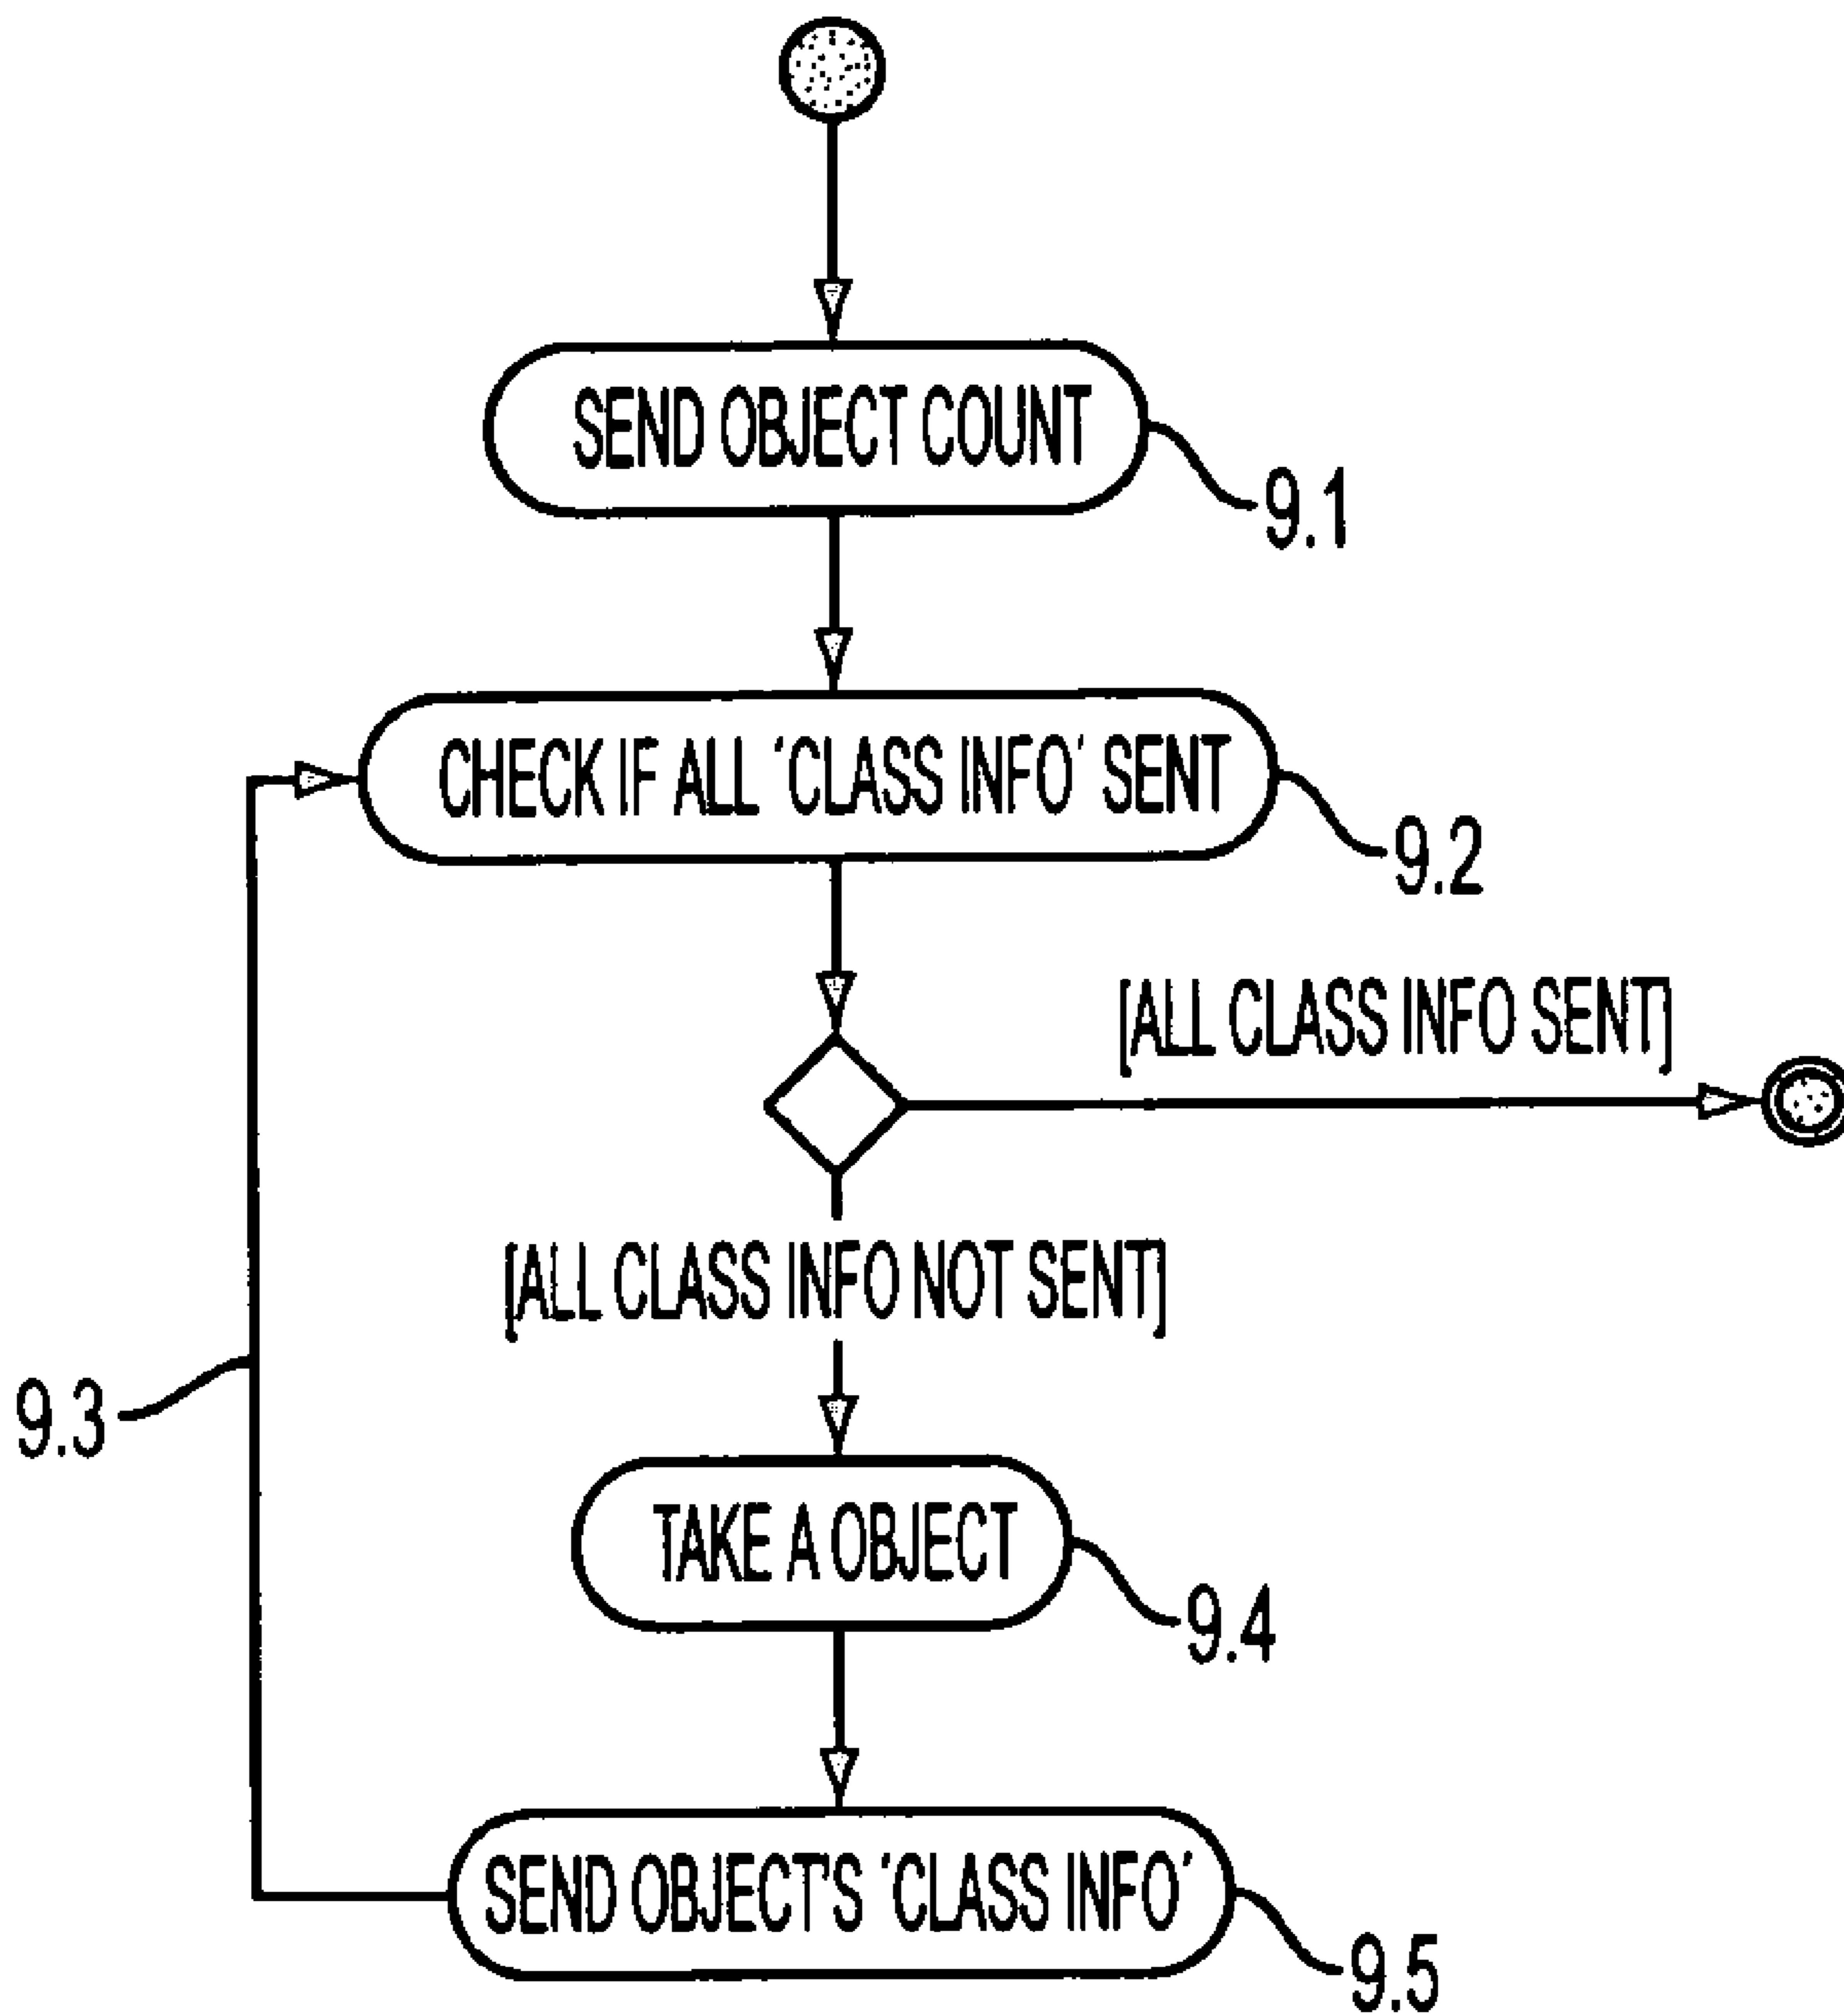 SEND OBJECT COUNT
9.1
CHECK IF ALL 'CLASS INFO' SENT
9.2
[ALL CLASS INFO SENT]
[ALL CLASS INFO NOT SENT]
9.3
TAKE A OBJECT
9.4
SEND OBJECT'S 'CLASS INFO'
9.5